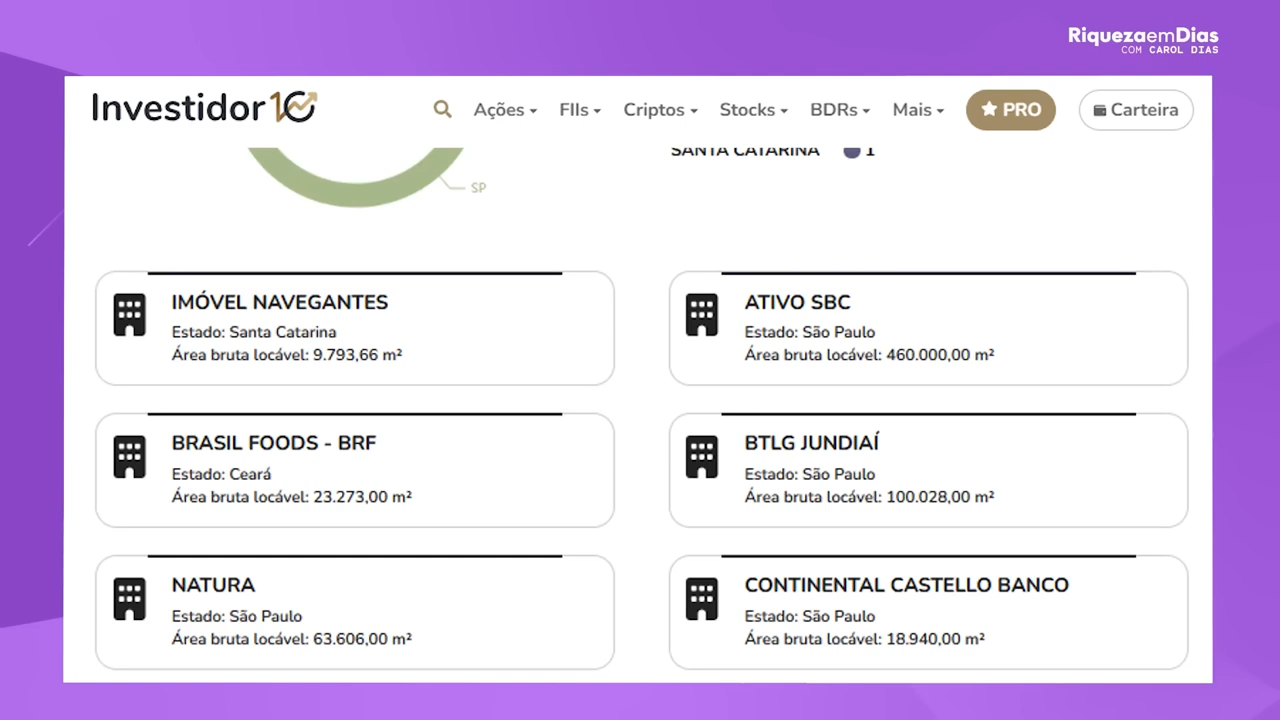 RiquezaemDias
COM CAROL DIAS
Investidor 10
Ações
FIIs
Criptos
Stocks
BDRs
Mais
PRO
Carteira
SP
SANTA CATARINA 1
IMÓVEL NAVEGANTES
Estado: Santa Catarina
Área bruta locável: 9.793,66 m²
ATIVO SBC
Estado: São Paulo
Área bruta locável: 460.000,00 m²
BRASIL FOODS - BRF
Estado: Ceará
Área bruta locável: 23.273,00 m²
BTLG JUNDIAÍ
Estado: São Paulo
Área bruta locável: 100.028,00 m²
NATURA
Estado: São Paulo
Área bruta locável: 63.606,00 m²
CONTINENTAL CASTELLO BANCO
Estado: São Paulo
Área bruta locável: 18.940,00 m²